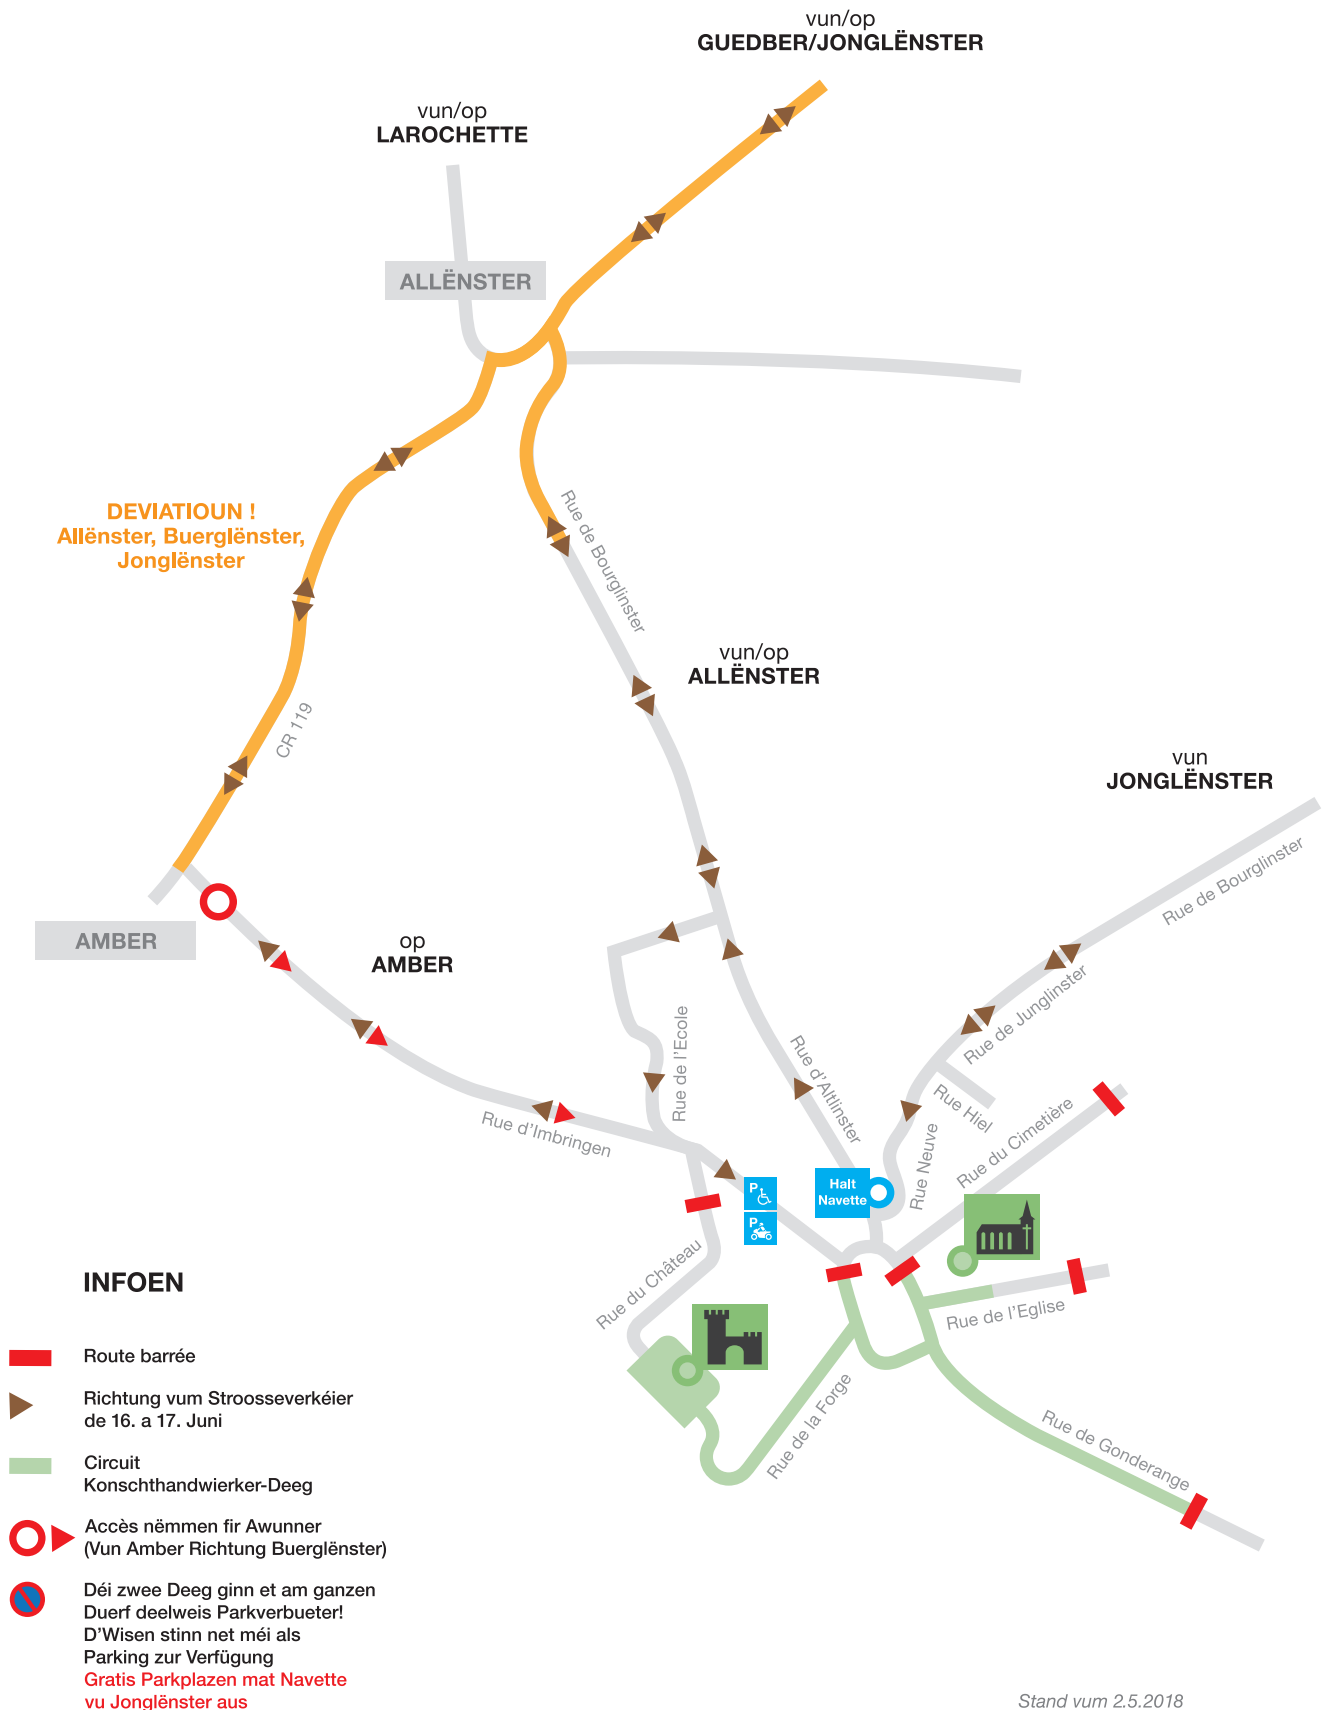 vun/op
GUEDBER/JONGLËNSTER
vun/op
LAROCHETTE
ALLËNSTER
DEVIATIOUN !
Allënster, Buerglënster,
Jonglënster
Rue de Bourglinster
vun/op
ALLËNSTER
CR 119
vun
JONGLËNSTER
Rue de Bourglinster
AMBER
op
AMBER
Rue de Junglinster
Rue de l'Ecole
Rue d'Altlinster
Rue Hiel
Rue du Cimetière
Rue d'Imbringen
Rue Neuve
P
P
Halt
Navette
Rue du Château
Rue de l'Eglise
Rue de la Forge
Rue de Gonderange
INFOEN
Route barrée
Richtung vum Stroosseverkéier
de 16. a 17. Juni
Circuit
Konschthandwierker-Deeg
Accès nëmmen fir Awunner
(Vun Amber Richtung Buerglënster)
Déi zwee Deeg ginn et am ganzen
Duerf deelweis Parkverbueter!
D'Wisen stinn net méi als
Parking zur Verfügung
Gratis Parkplazen mat Navette
vu Jonglënster aus
Stand vum 2.5.2018